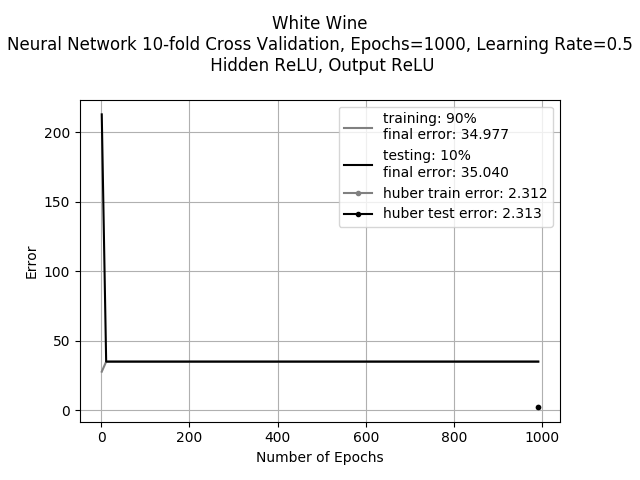 White Wine
Neural Network 10-fold Cross Validation, Epochs=1000, Learning Rate=0.5
Hidden ReLU, Output ReLU
training: 90%
final error: 34.977
testing: 10%
final error: 35.040
huber train error: 2.312
huber test error: 2.313
200
150
100
50
0
Error
0 200 400 600 800 1000
Number of Epochs